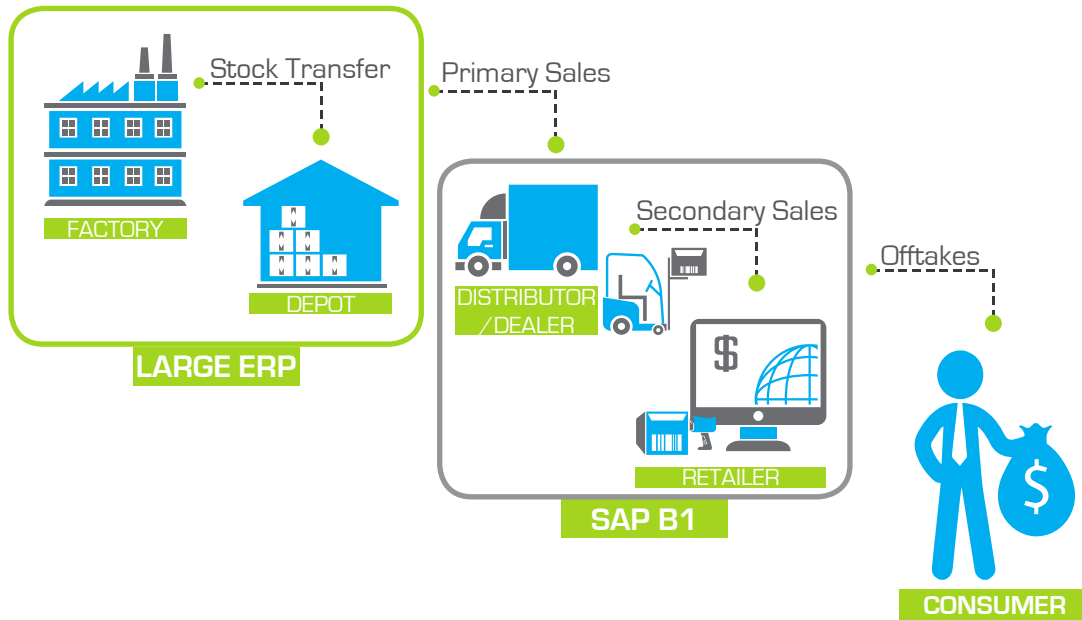 Stock Transfer
Primary Sales
FACTORY
DEPOT
LARGE ERP
Secondary Sales
DISTRIBUTOR
/DEALER
$
RETAILER
SAP B1
Offtakes
$
CONSUMER